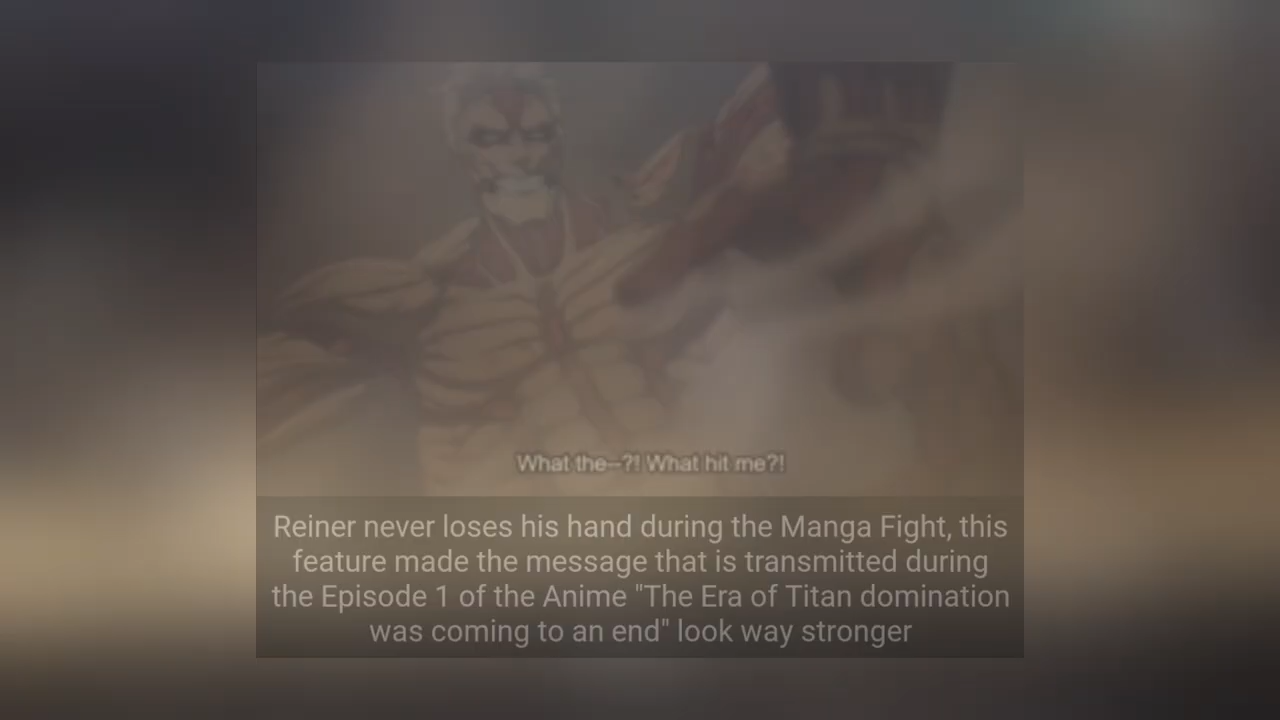 What the--?! What hit me?!
Reiner never loses his hand during the Manga Fight, this
feature made the message that is transmitted during
the Episode 1 of the Anime "The Era of Titan domination
was coming to an end" look way stronger